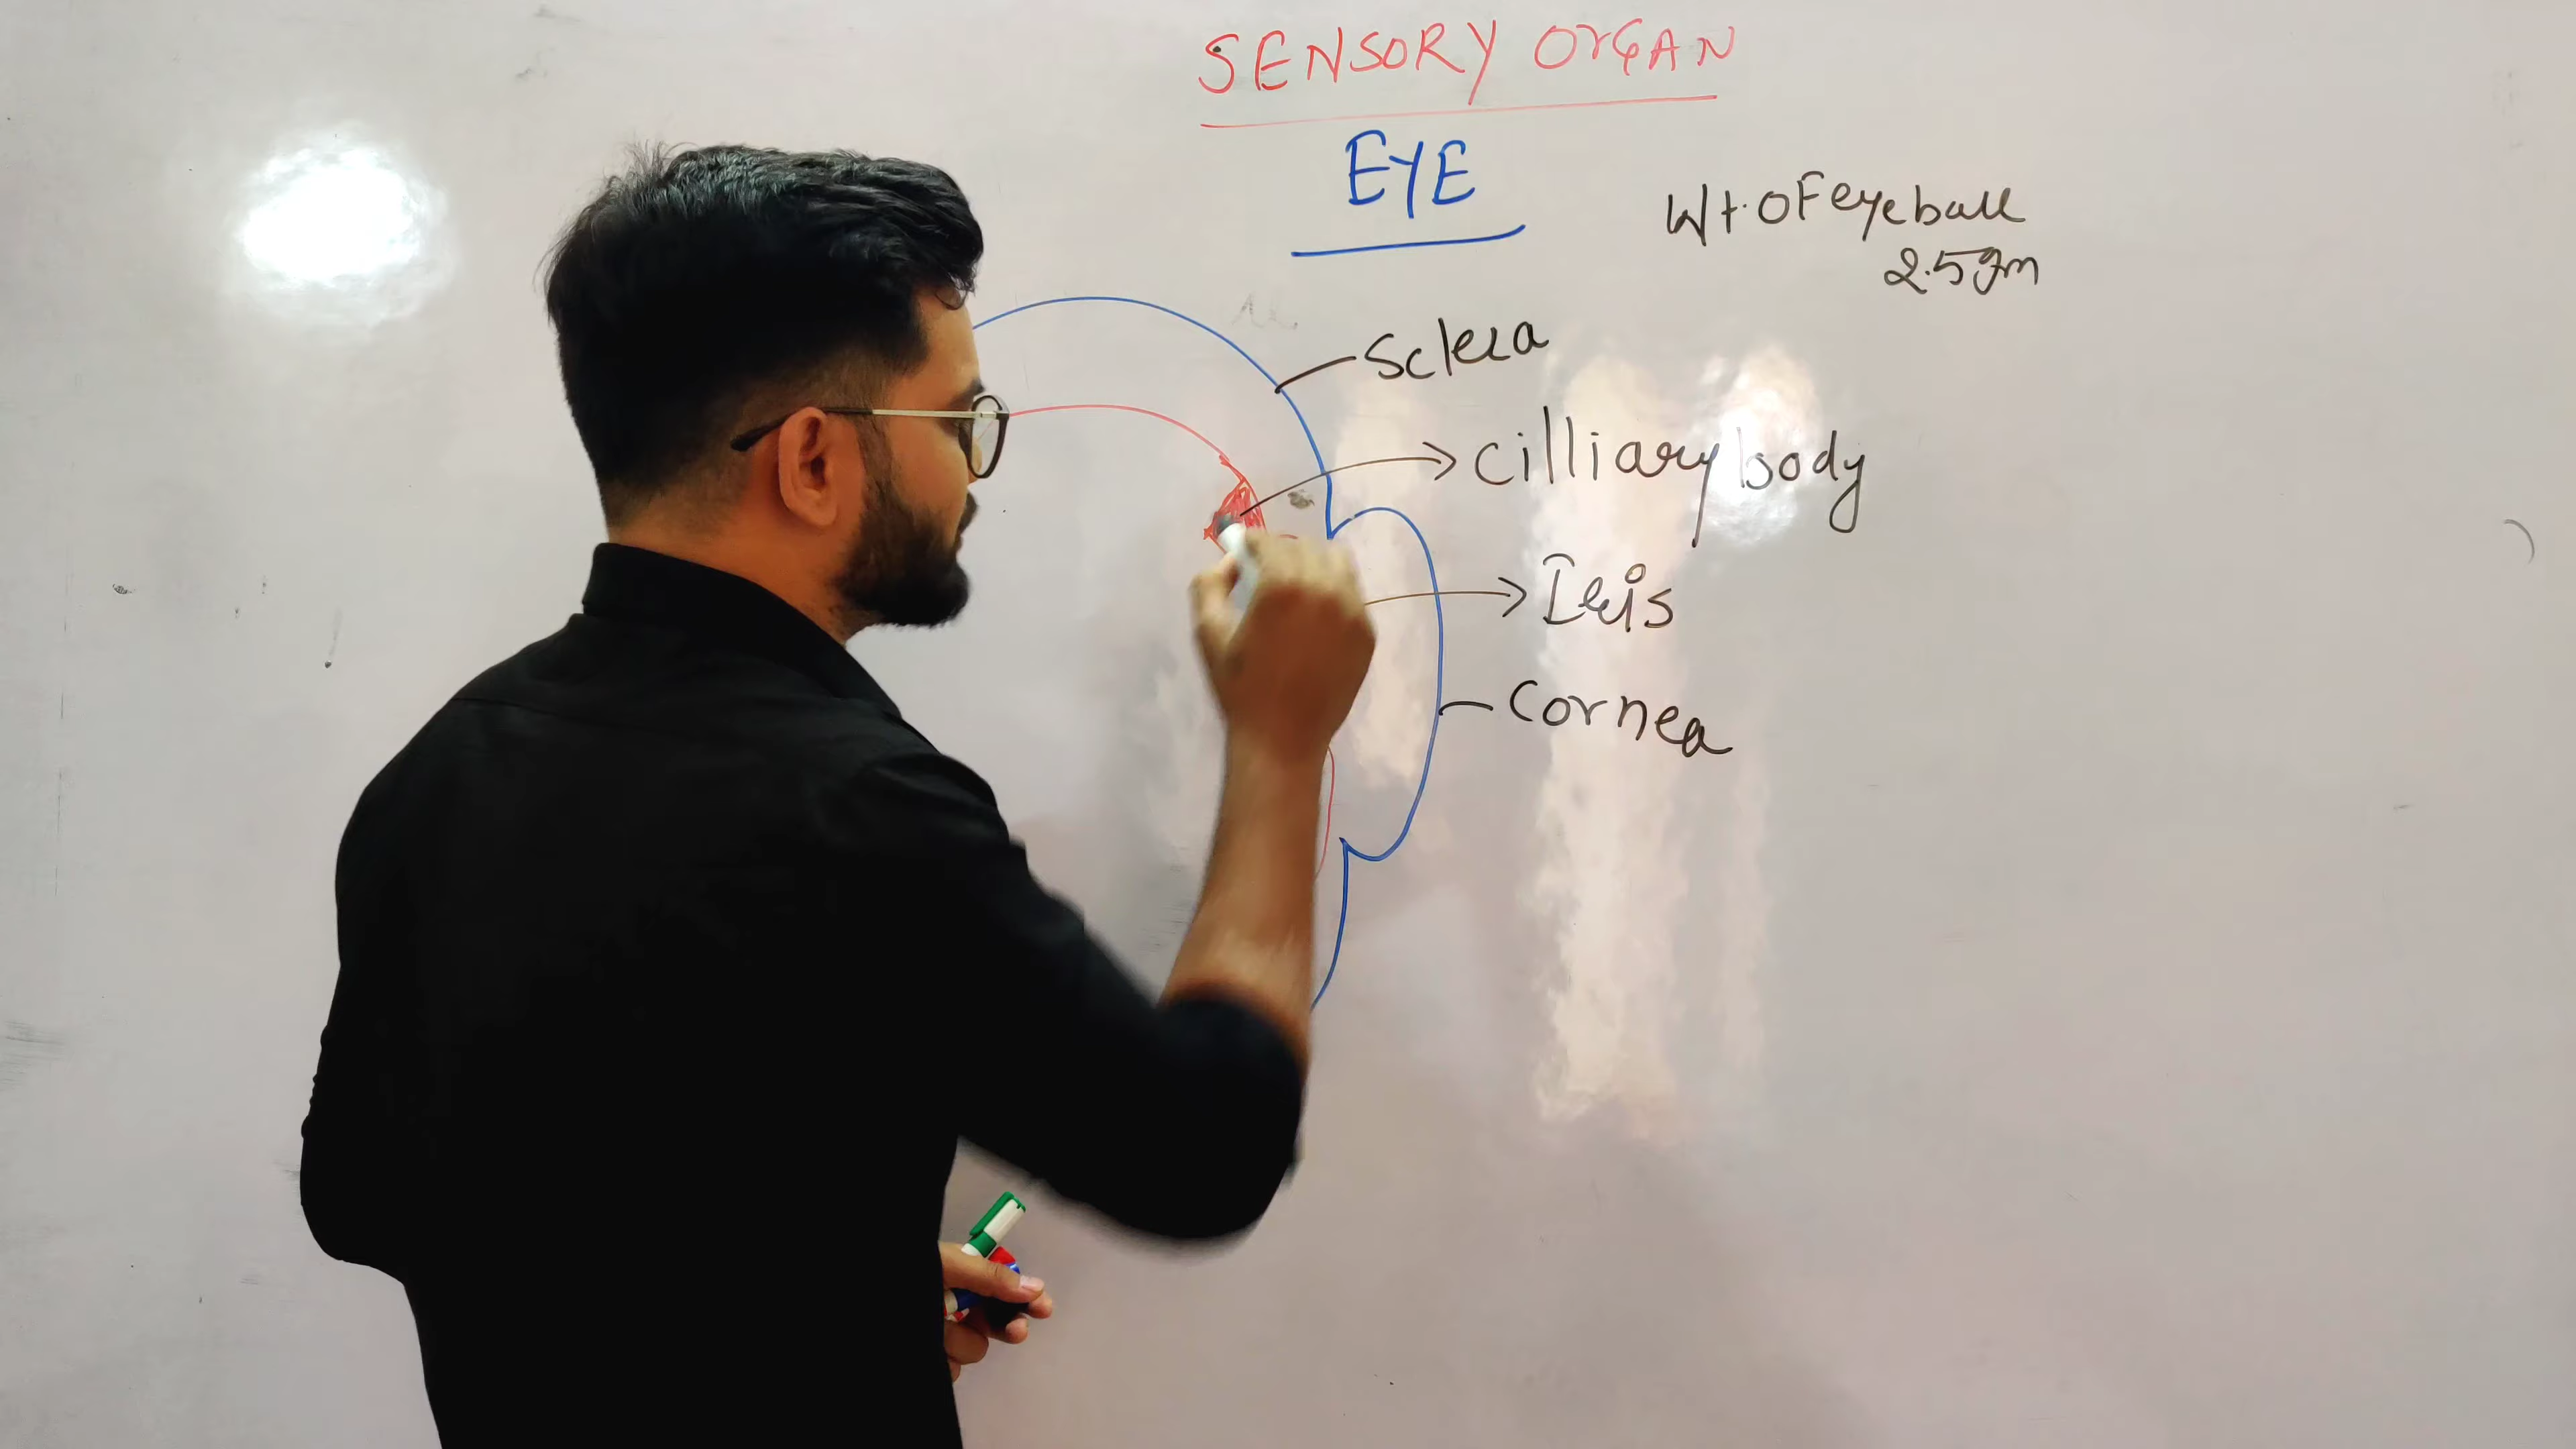 SENSORY OrGAN
EYE
Wt. OF eyeball
2.5gm
Sclera
Cilliary body
Iris
Cornea